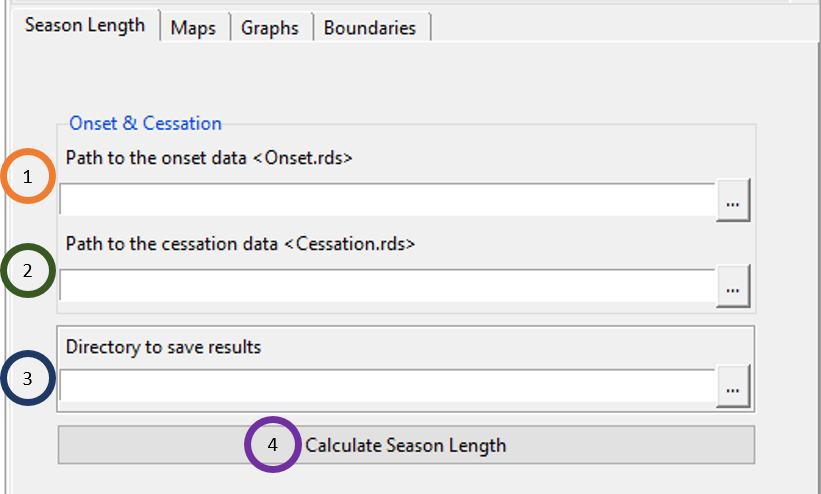 Season Length Maps Graphs Boundaries
Onset & Cessation
Path to the onset data <Onset.rds>
1
...
Path to the cessation data <Cessation.rds>
2
...
Directory to save results
3
...
4 Calculate Season Length